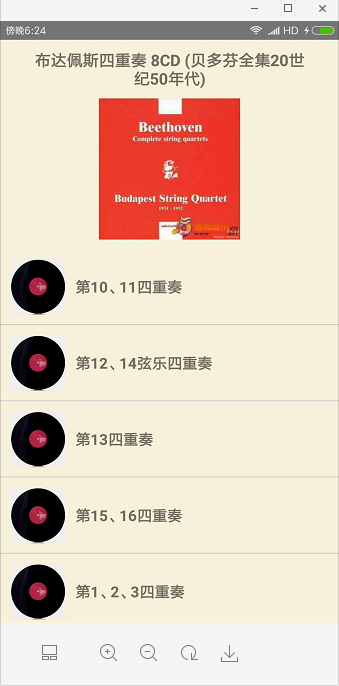 傍晚6:24
HD
布达佩斯四重奏 8CD (贝多芬全集20世
纪50年代)
Beethoven
Complete string quartets
Budapest String Quartet
1951 - 1952
第10、11四重奏
第12、14弦乐四重奏
第13四重奏
第15、16四重奏
第1、2、3四重奏